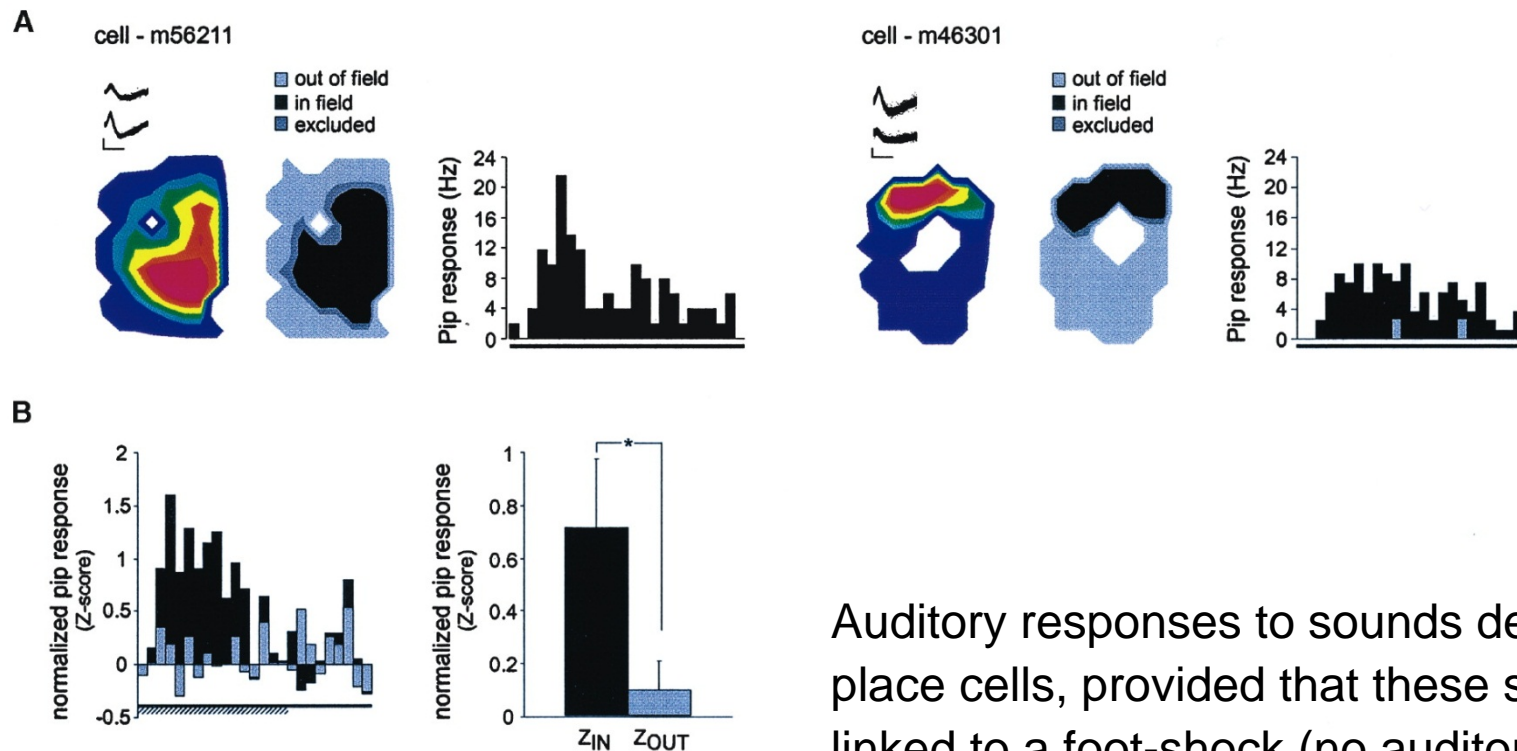 A
cell - m56211
out of field
in field
excluded
Pip response (Hz)
24
20
16
12
8
4
0
cell - m46301
out of field
in field
excluded
Pip response (Hz)
24
20
16
12
8
4
0
B
normalized pip response
(Z-score)
2
1.5
1
0.5
0
-0.5
normalized pip response
(Z-score)
1
0.8
0.6
0.4
0.2
0
*
ZIN ZOUT
Auditory responses to sounds
place cells, provided that these
linked to a foot-shock (no